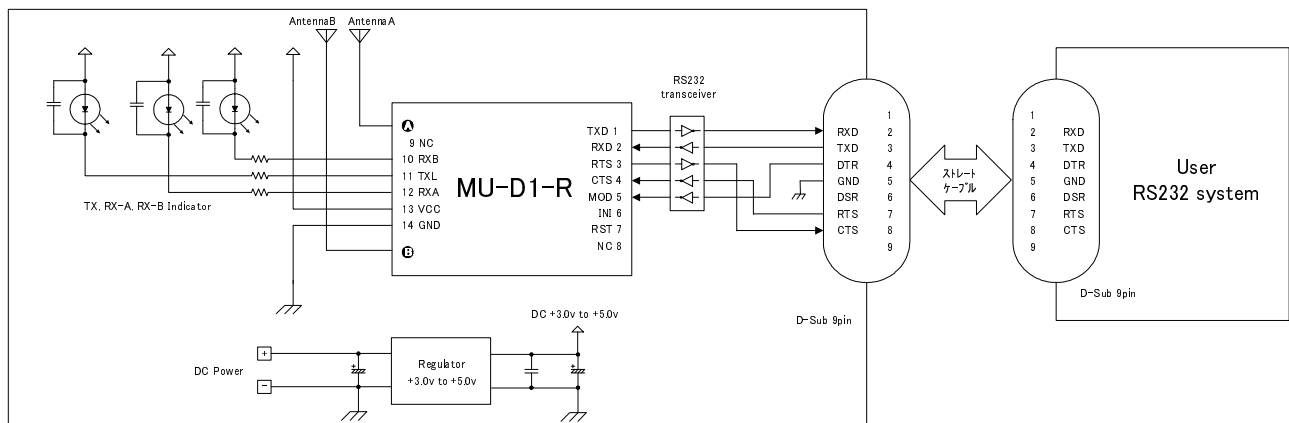 AntennaB AntennaA
RS232
transceiver
A
9 NC
10 RXB
11 TXL
12 RXA
13 VCC
14 GND
B
MU-D1-R
TXD 1
RXD 2
RTS 3
CTS 4
MOD 5
INI 6
RST 7
NC 8
TX, RX-A, RX-B Indicator
1
RXD 2
TXD 3
DTR 4
GND 5
DSR 6
RTS 7
CTS 8
9
D-Sub 9pin
ストレート
ケーブル
1
2 RXD
3 TXD
4 DTR
5 GND
6 DSR
7 RTS
8 CTS
9
D-Sub 9pin
User
RS232 system
DC Power
+
-
Regulator
+3.0v to +5.0v
DC +3.0v to +5.0v
+
+